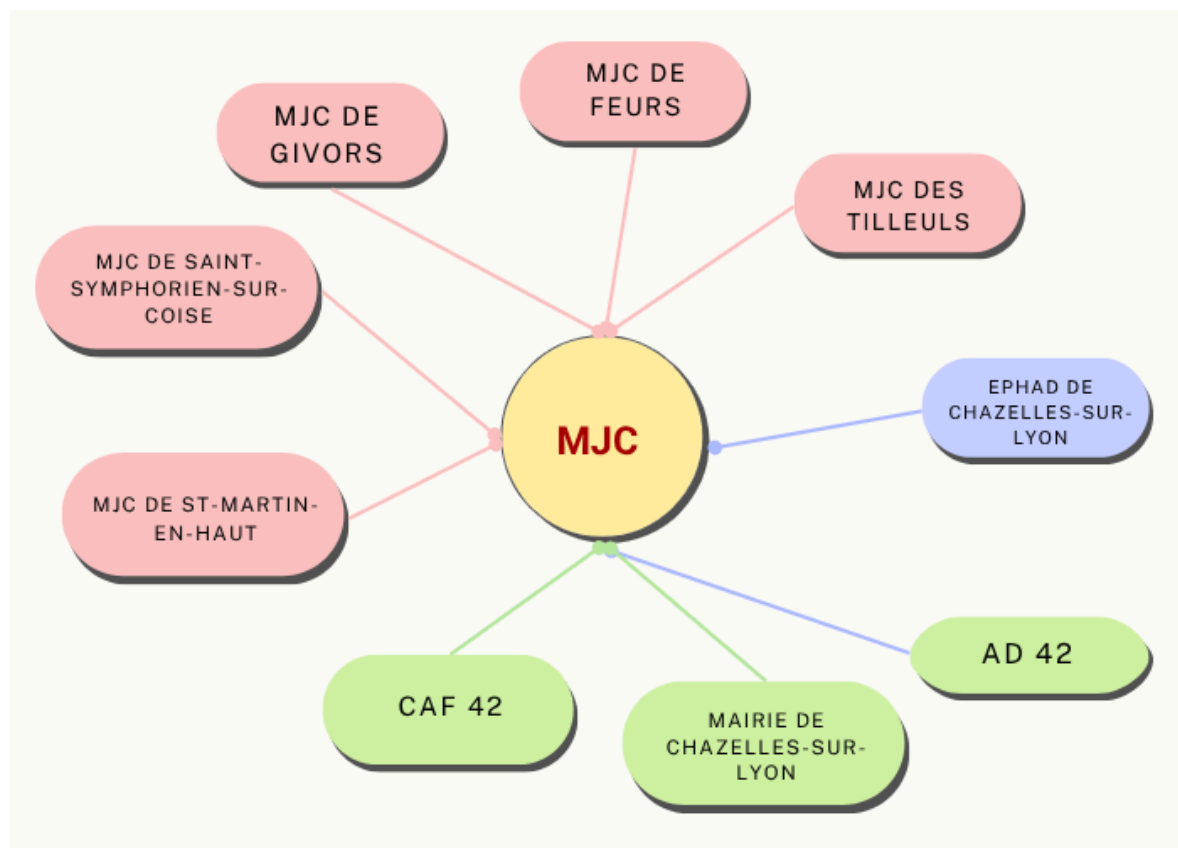 MJC DE
FEURS
MJC DE
GIVORS
MJC DES
TILLEULS
MJC DE SAINT-
SYMPHORIEN-SUR-
COISE
EPHAD DE
CHAZELLES-SUR-
LYON
MJC
MJC DE ST-MARTIN-
EN-HAUT
AD 42
CAF 42
MAIRIE DE
CHAZELLES-SUR-
LYON